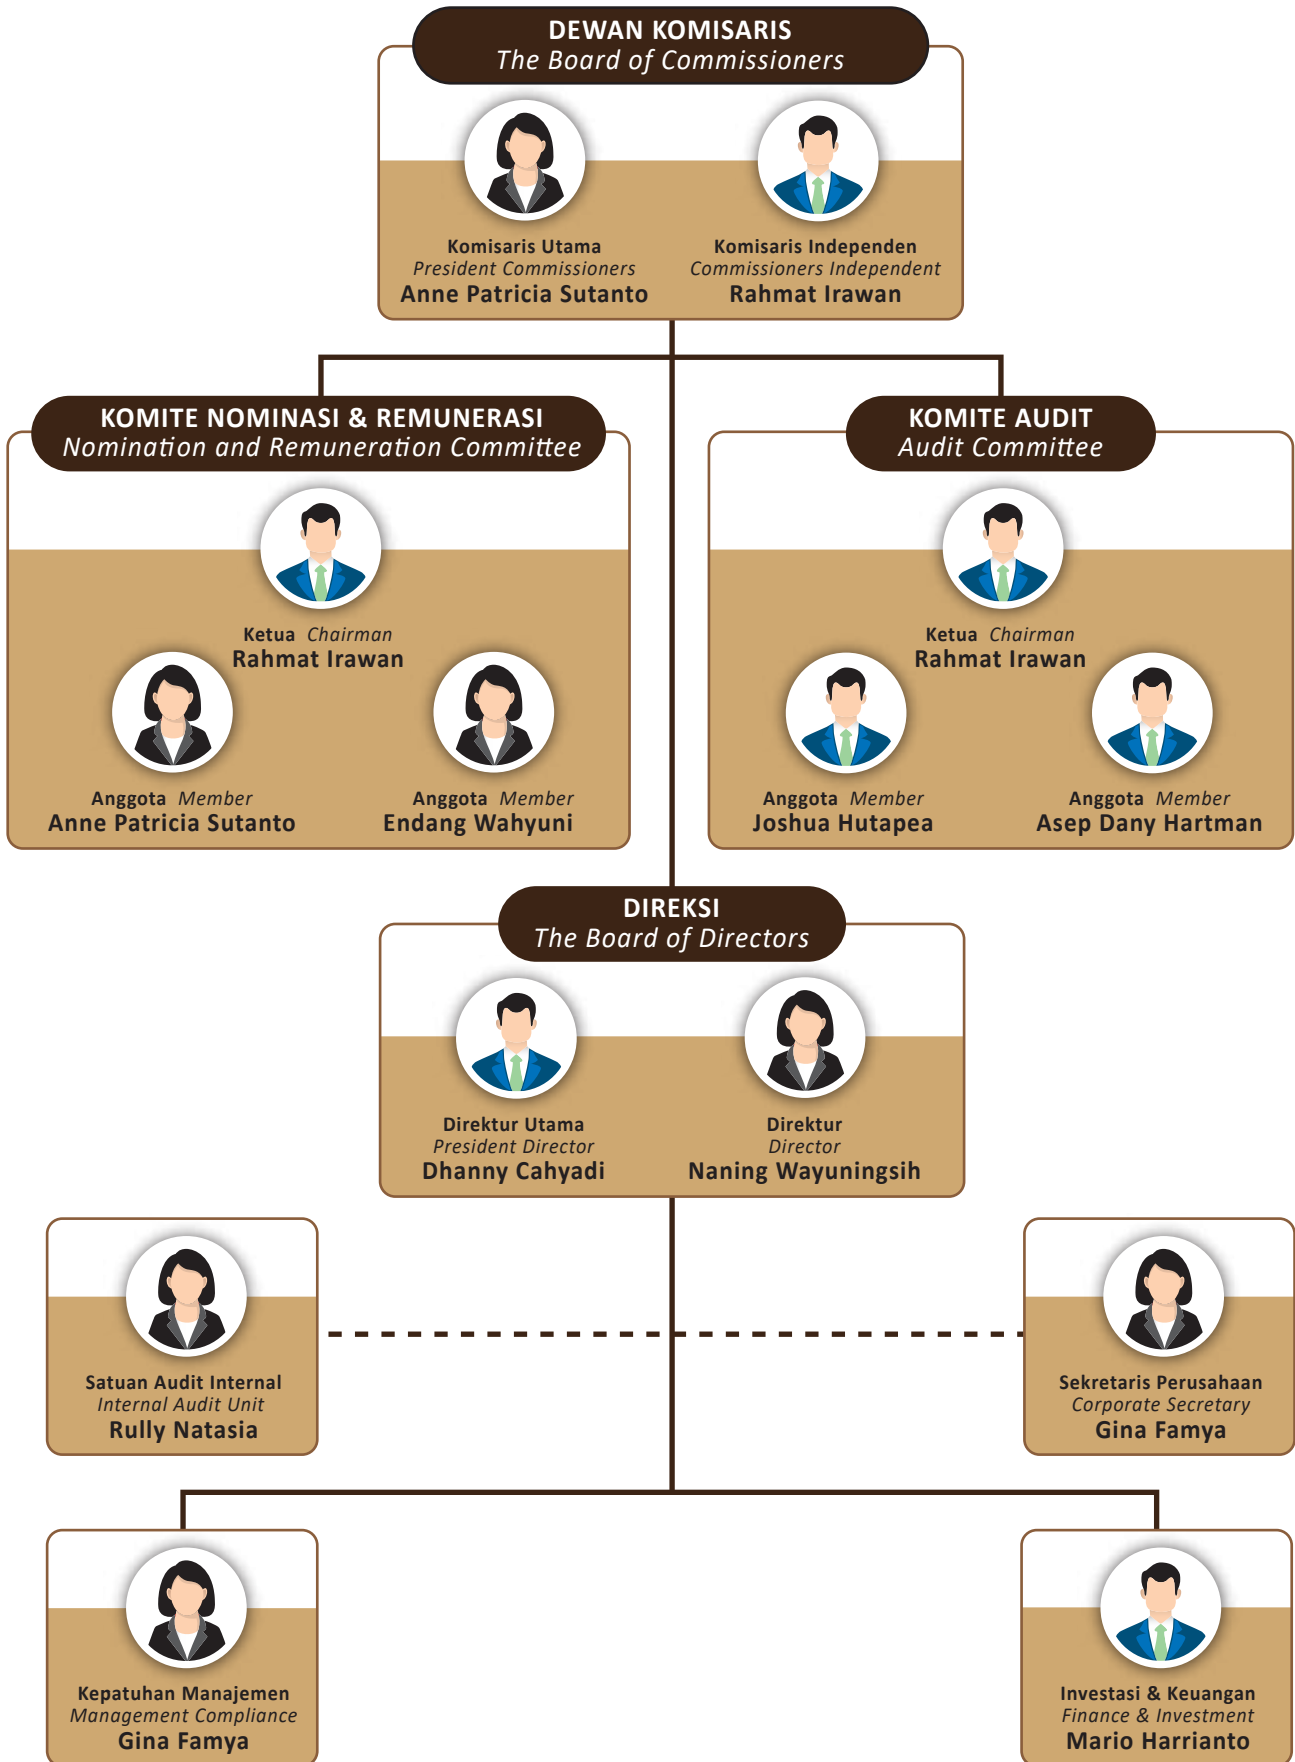 DEWAN KOMISARIS
The Board of Commissioners
Komisaris Utama
President Commissioners
Anne Patricia Sutanto
Komisaris Independen
Commissioners Independent
Rahmat Irawan
KOMITE NOMINASI & REMUNERASI
Nomination and Remuneration Committee
Ketua Chairman
Rahmat Irawan
Anggota Member
Anne Patricia Sutanto
Anggota Member
Endang Wahyuni
KOMITE AUDIT
Audit Committee
Ketua Chairman
Rahmat Irawan
Anggota Member
Joshua Hutapea
Anggota Member
Asep Dany Hartman
DIREKSI
The Board of Directors
Direktur Utama
President Director
Dhanny Cahyadi
Direktur
Director
Naning Wayuningsih
Satuan Audit Internal
Internal Audit Unit
Rully Natasia
Sekretaris Perusahaan
Corporate Secretary
Gina Famya
Kepatuhan Manajemen
Management Compliance
Gina Famya
Investasi & Keuangan
Finance & Investment
Mario Harrianto